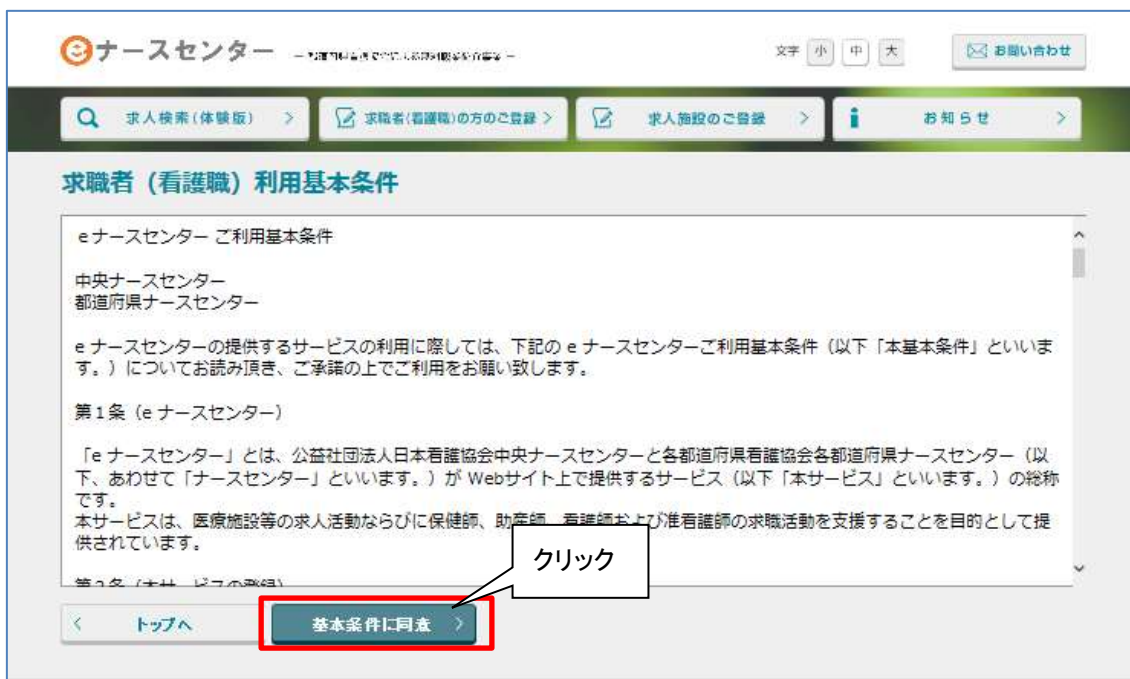 eナースセンター
文字 小 中 大
お問い合わせ
求人検索(体験版) >
求職者(看護職)の方のご登録 >
求人施設のご登録 >
お知らせ >
求職者（看護職）利用基本条件
eナースセンター ご利用基本条件
中央ナースセンター
都道府県ナースセンター
e ナースセンターの提供するサービスの利用に際しては、下記の e ナースセンターご利用基本条件（以下「本基本条件」といいま
す。）についてお読み頂き、ご承諾の上でご利用をお願い致します。
第1条（e ナースセンター）
「e ナースセンター」とは、公益社団法人日本看護協会中央ナースセンターと各都道府県看護協会各都道府県ナースセンター（以
下、あわせて「ナースセンター」といいます。）が Webサイト上で提供するサービス（以下「本サービス」といいます。）の総称
です。
本サービスは、医療施設等の求人活動ならびに保健師、助産師、看護師および准看護師の求職活動を支援することを目的として提
供されています。
クリック
第2条（本サービスの登録）
< トップへ
基本条件に同意 >